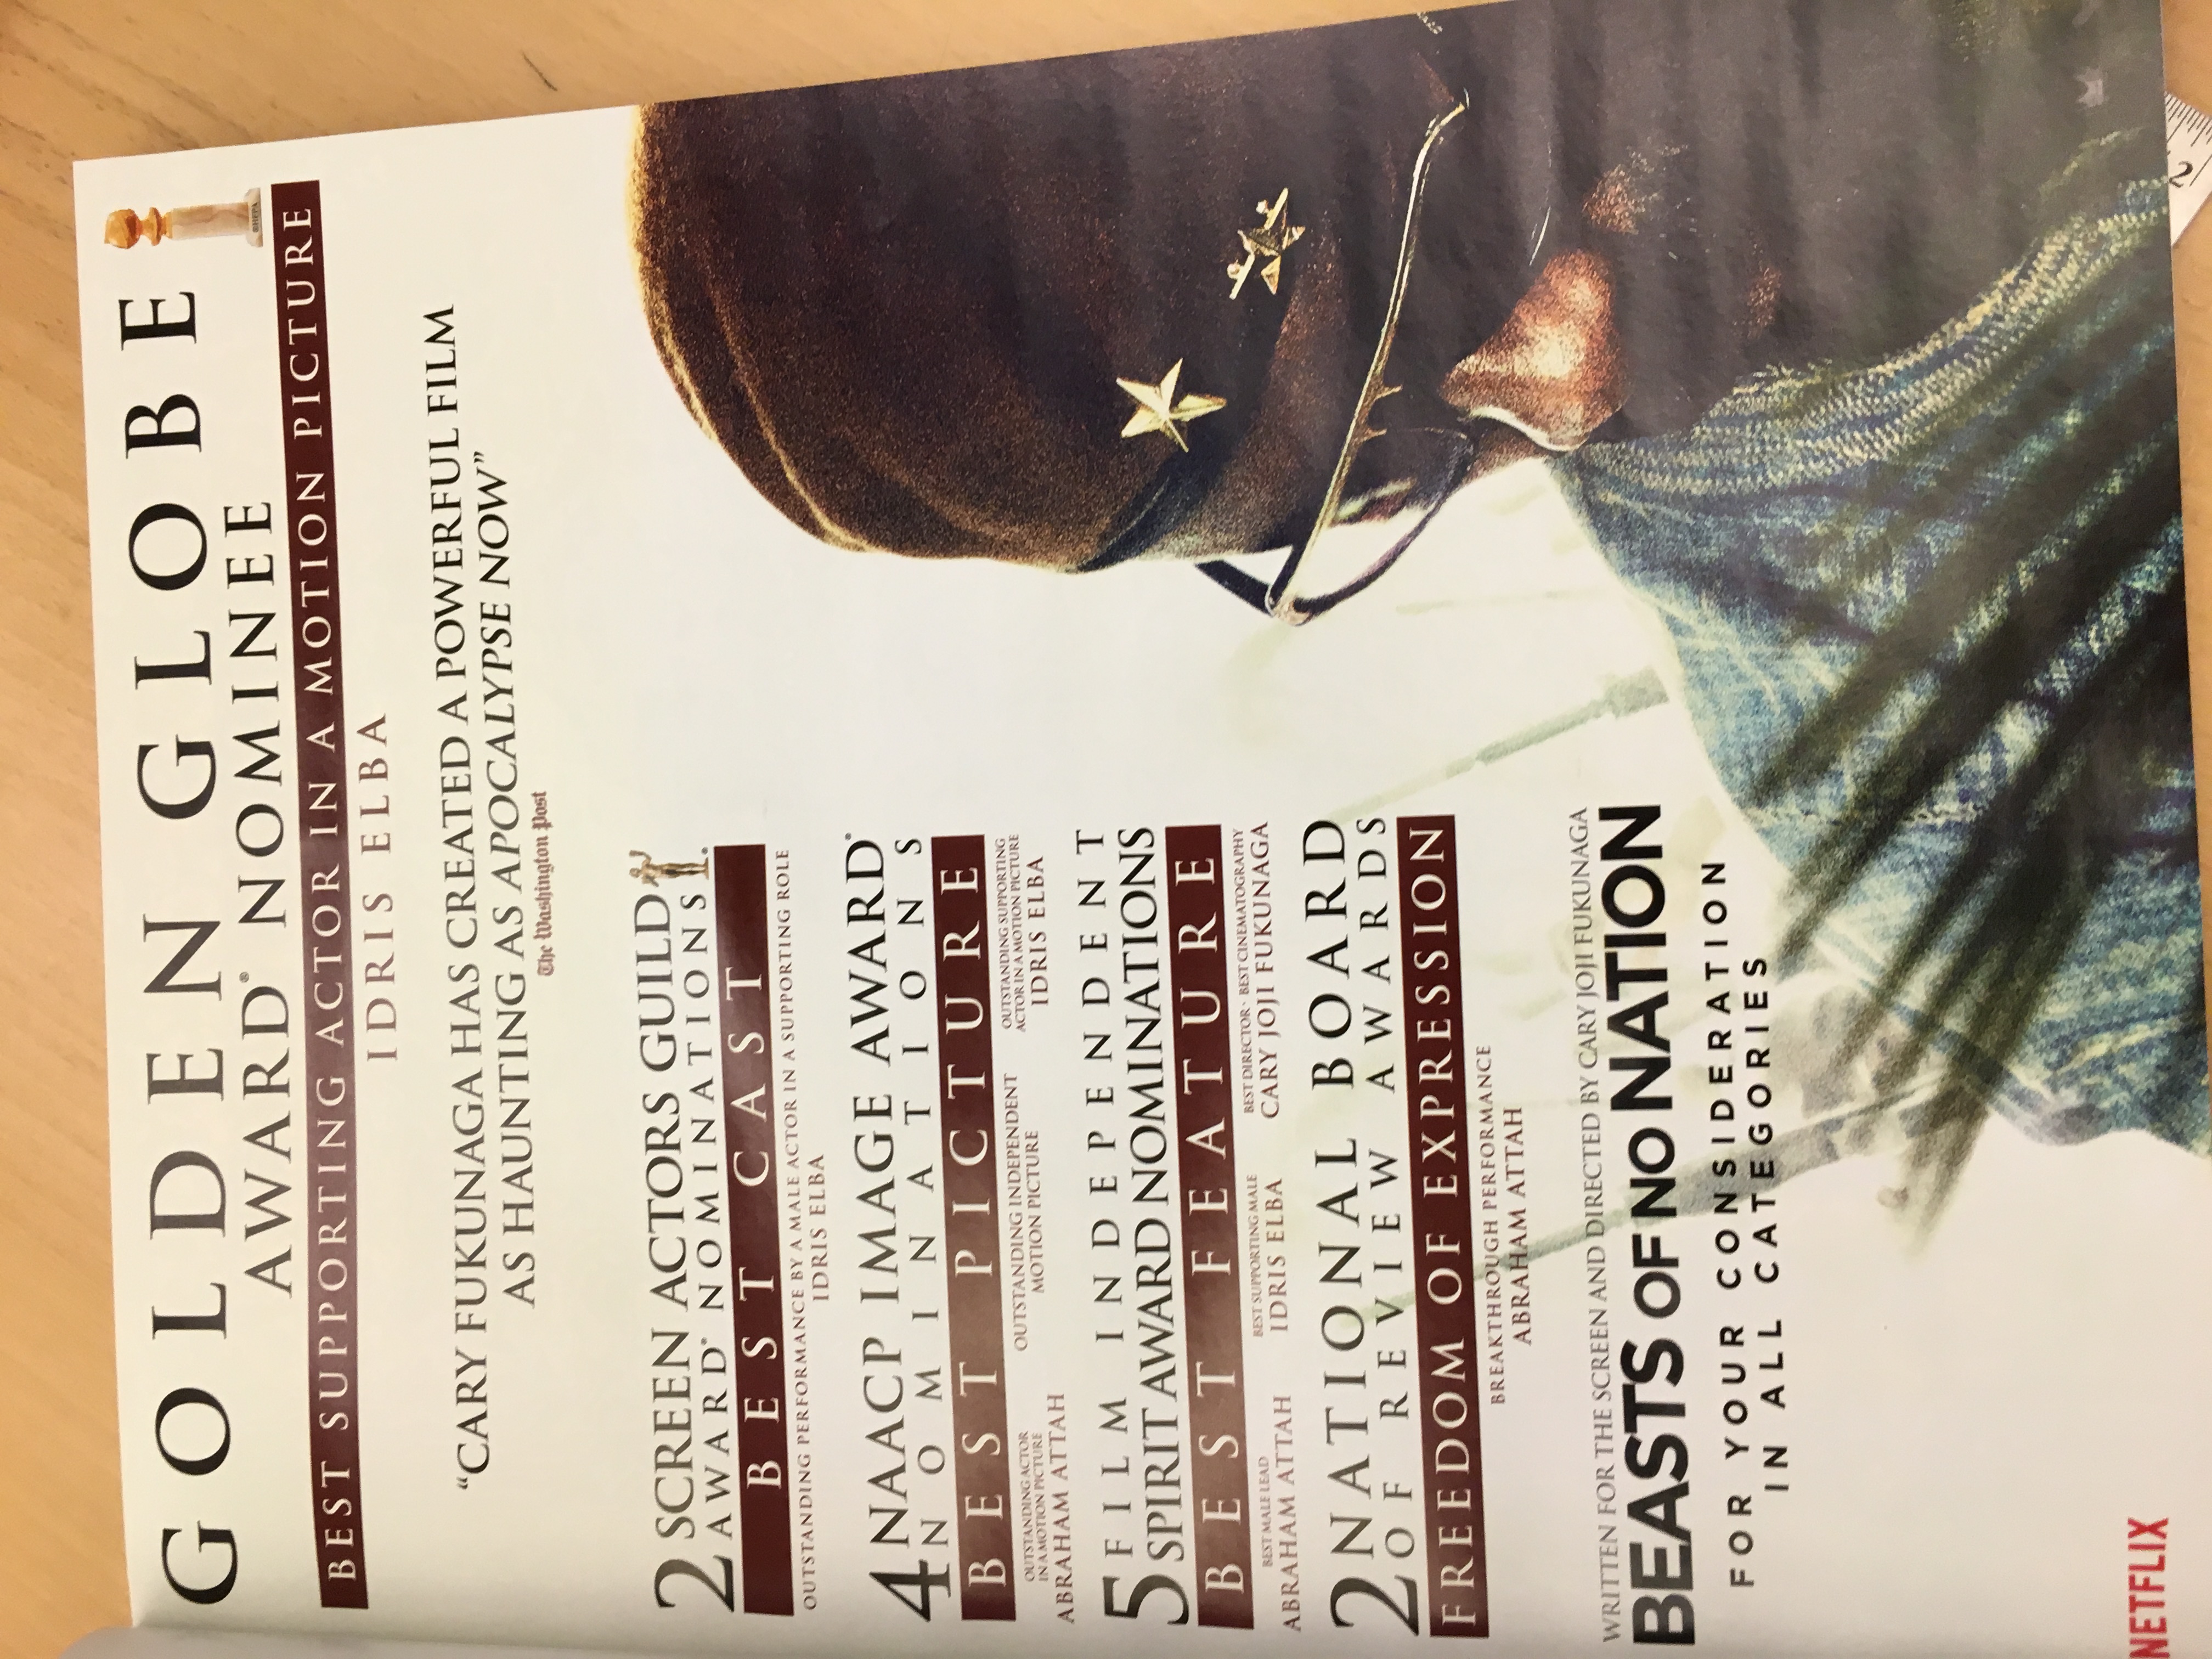 GOLDEN GLOBE
AWARD® NOMINEE
©HFPA
BEST SUPPORTING ACTOR IN A MOTION PICTURE
IDRIS ELBA
“CARY FUKUNAGA HAS CREATED A POWERFUL FILM
AS HAUNTING AS APOCALYPSE NOW”
The Washington Post
2 SCREEN ACTORS GUILD
AWARD® NOMINATIONS
BEST CAST
OUTSTANDING PERFORMANCE BY A MALE ACTOR IN A SUPPORTING ROLE
IDRIS ELBA
4 NAACP IMAGE AWARD®
NOMINATIONS
BEST PICTURE
OUTSTANDING ACTOR
IN A MOTION PICTURE
ABRAHAM ATTAH
OUTSTANDING INDEPENDENT
MOTION PICTURE
OUTSTANDING SUPPORTING
ACTOR IN A MOTION PICTURE
IDRIS ELBA
5 FILM INDEPENDENT
SPIRIT AWARD NOMINATIONS
BEST FEATURE
BEST MALE LEAD
ABRAHAM ATTAH
BEST SUPPORTING MALE
IDRIS ELBA
BEST DIRECTOR · BEST CINEMATOGRAPHY
CARY JOJI FUKUNAGA
2 NATIONAL BOARD
OF REVIEW AWARDS
FREEDOM OF EXPRESSION
BREAKTHROUGH PERFORMANCE
ABRAHAM ATTAH
WRITTEN FOR THE SCREEN AND DIRECTED BY CARY JOJI FUKUNAGA
BEASTS OF NO NATION
FOR YOUR CONSIDERATION
IN ALL CATEGORIES
NETFLIX
2